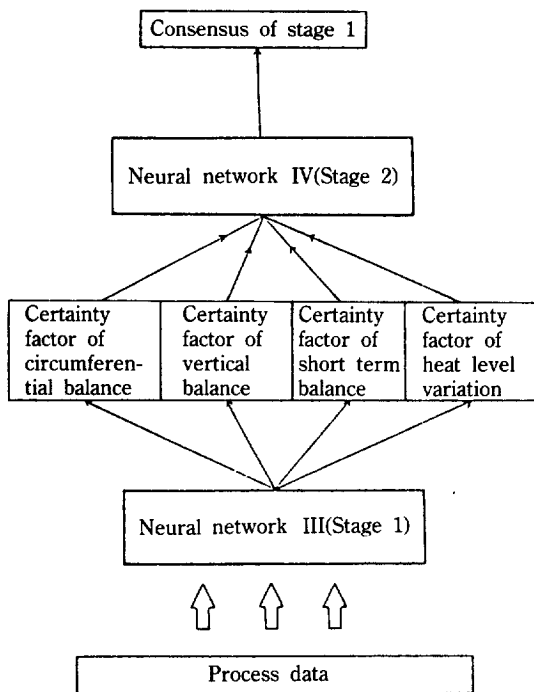 Consensus of stage 1
Neural network IV(Stage 2)
Certainty
factor of
circumferen-
tial balance
Certainty
factor of
vertical
balance
Certainty
factor of
short term
balance
Certainty
factor of
heat level
variation
Neural network III(Stage 1)
Process data